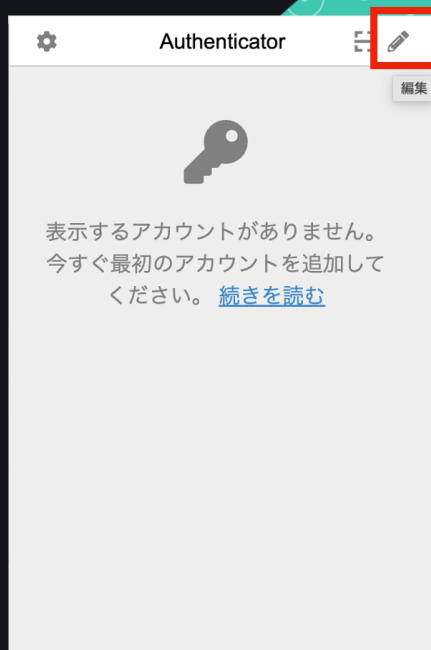 Authenticator
編集
表示するアカウントがありません。
今すぐ最初のアカウントを追加して
ください。 続きを読む